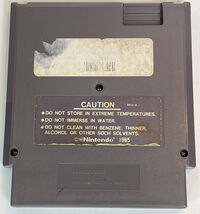 CAUTION
•DO NOT STORE IN EXTREME TEMPERATURES.
•DO NOT IMMERSE IN WATER.
•DO NOT CLEAN WITH BENZENE, THINNER,
ALCOHOL OR OTHER SUCH SOLVENTS.
©Nintendo 1985